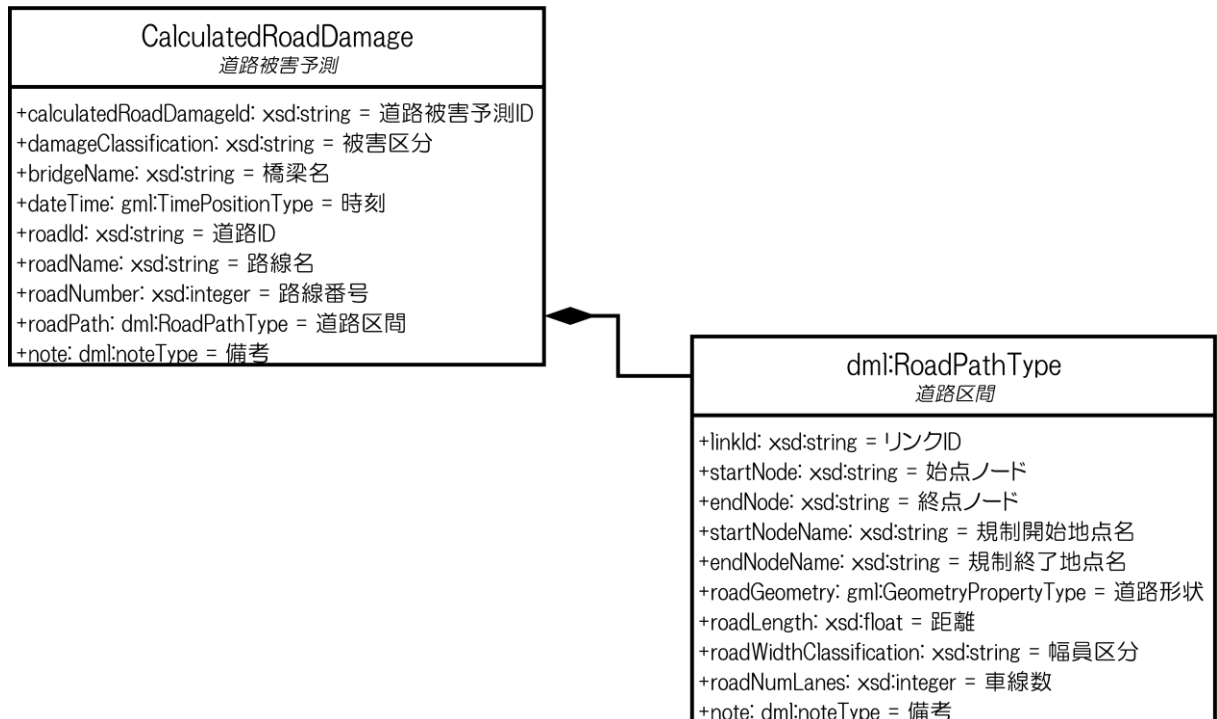 CalculatedRoadDamage
道路被害予測
+calculatedRoadDamageId: xsd:string = 道路被害予測ID
+damageClassification: xsd:string = 被害区分
+bridgeName: xsd:string = 橋梁名
+dateTime: gml:TimePositionType = 時刻
+roadId: xsd:string = 道路ID
+roadName: xsd:string = 路線名
+roadNumber: xsd:integer = 路線番号
+roadPath: dml:RoadPathType = 道路区間
+note: dml:noteType = 備考
dml:RoadPathType
道路区間
+linkId: xsd:string = リンクID
+startNode: xsd:string = 始点ノード
+endNode: xsd:string = 終点ノード
+startNodeName: xsd:string = 規制開始地点名
+endNodeName: xsd:string = 規制終了地点名
+roadGeometry: gml:GeometryPropertyType = 道路形状
+roadLength: xsd:float = 距離
+roadWidthClassification: xsd:string = 幅員区分
+roadNumLanes: xsd:integer = 車線数
+note: dml:noteType = 備考